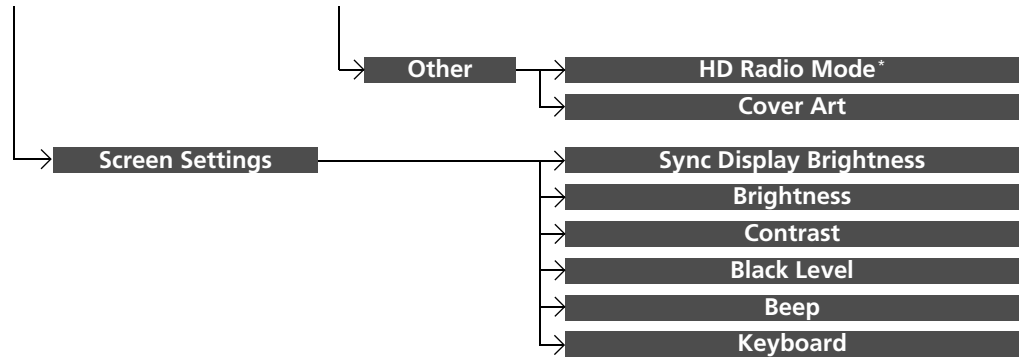 Other
HD Radio Mode*
Cover Art
Screen Settings
Sync Display Brightness
Brightness
Contrast
Black Level
Beep
Keyboard